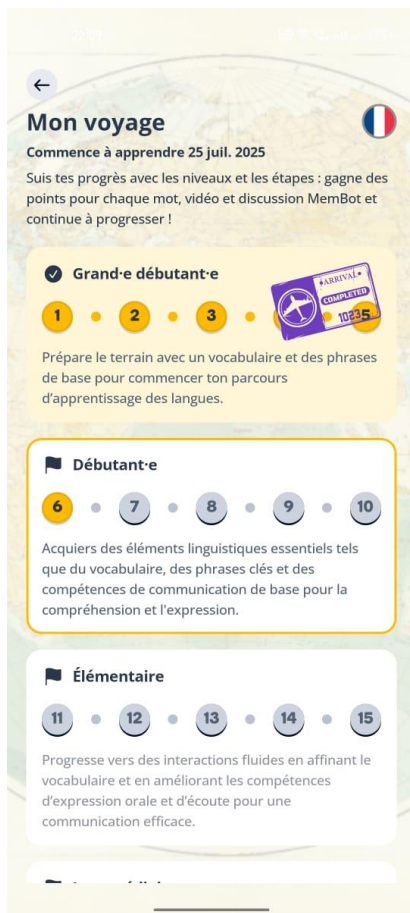 Mon voyage
Commence à apprendre 25 juil. 2025
Suis tes progrès avec les niveaux et les étapes : gagne des
points pour chaque mot, vidéo et discussion MemBot et
continue à progresser !
Grand·e débutant·e
1 2 3 5
ARRIVAL
COMPLETED
1023
Prépare le terrain avec un vocabulaire et des phrases
de base pour commencer ton parcours
d'apprentissage des langues.
Débutant·e
6 7 8 9 10
Acquiers des éléments linguistiques essentiels tels
que du vocabulaire, des phrases clés et des
compétences de communication de base pour la
compréhension et l'expression.
Élémentaire
11 12 13 14 15
Progresse vers des interactions fluides en affinant le
vocabulaire et en améliorant les compétences
d'expression orale et d'écoute pour une
communication efficace.